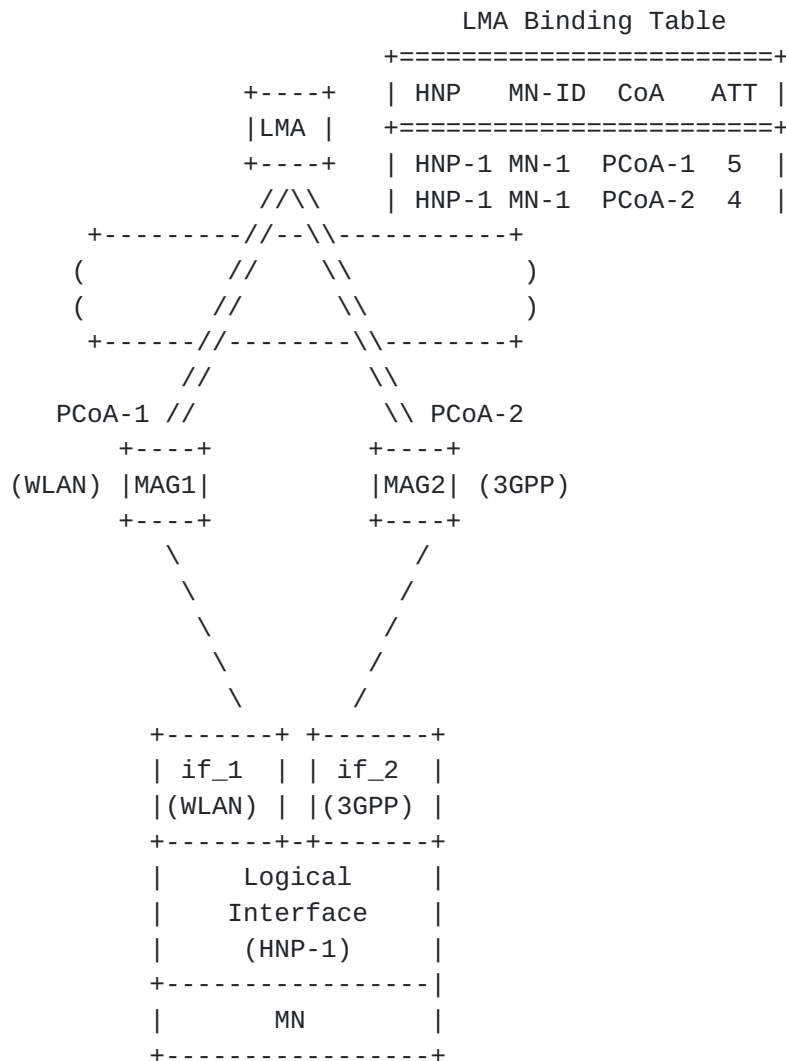 LMA Binding Table
+========================+
+----+ | HNP MN-ID CoA ATT |
|LMA | +========================+
+----+ | HNP-1 MN-1 PCoA-1 5 |
//\\ | HNP-1 MN-1 PCoA-2 4 |
+---------//--\\-----------+
( // \\ )
( // \\ )
+------//--------\\--------+
// \\
PCoA-1 // \\ PCoA-2
+----+ +----+
(WLAN) |MAG1| |MAG2| (3GPP)
+----+ +----+
\ /
\ /
\ /
\ /
\ /
+-------+ +-------+
| if_1 | | if_2 |
|(WLAN) | |(3GPP) |
+-------+-+-------+
| Logical |
| Interface |
| (HNP-1) |
+-----------------|
| MN |
+-----------------+